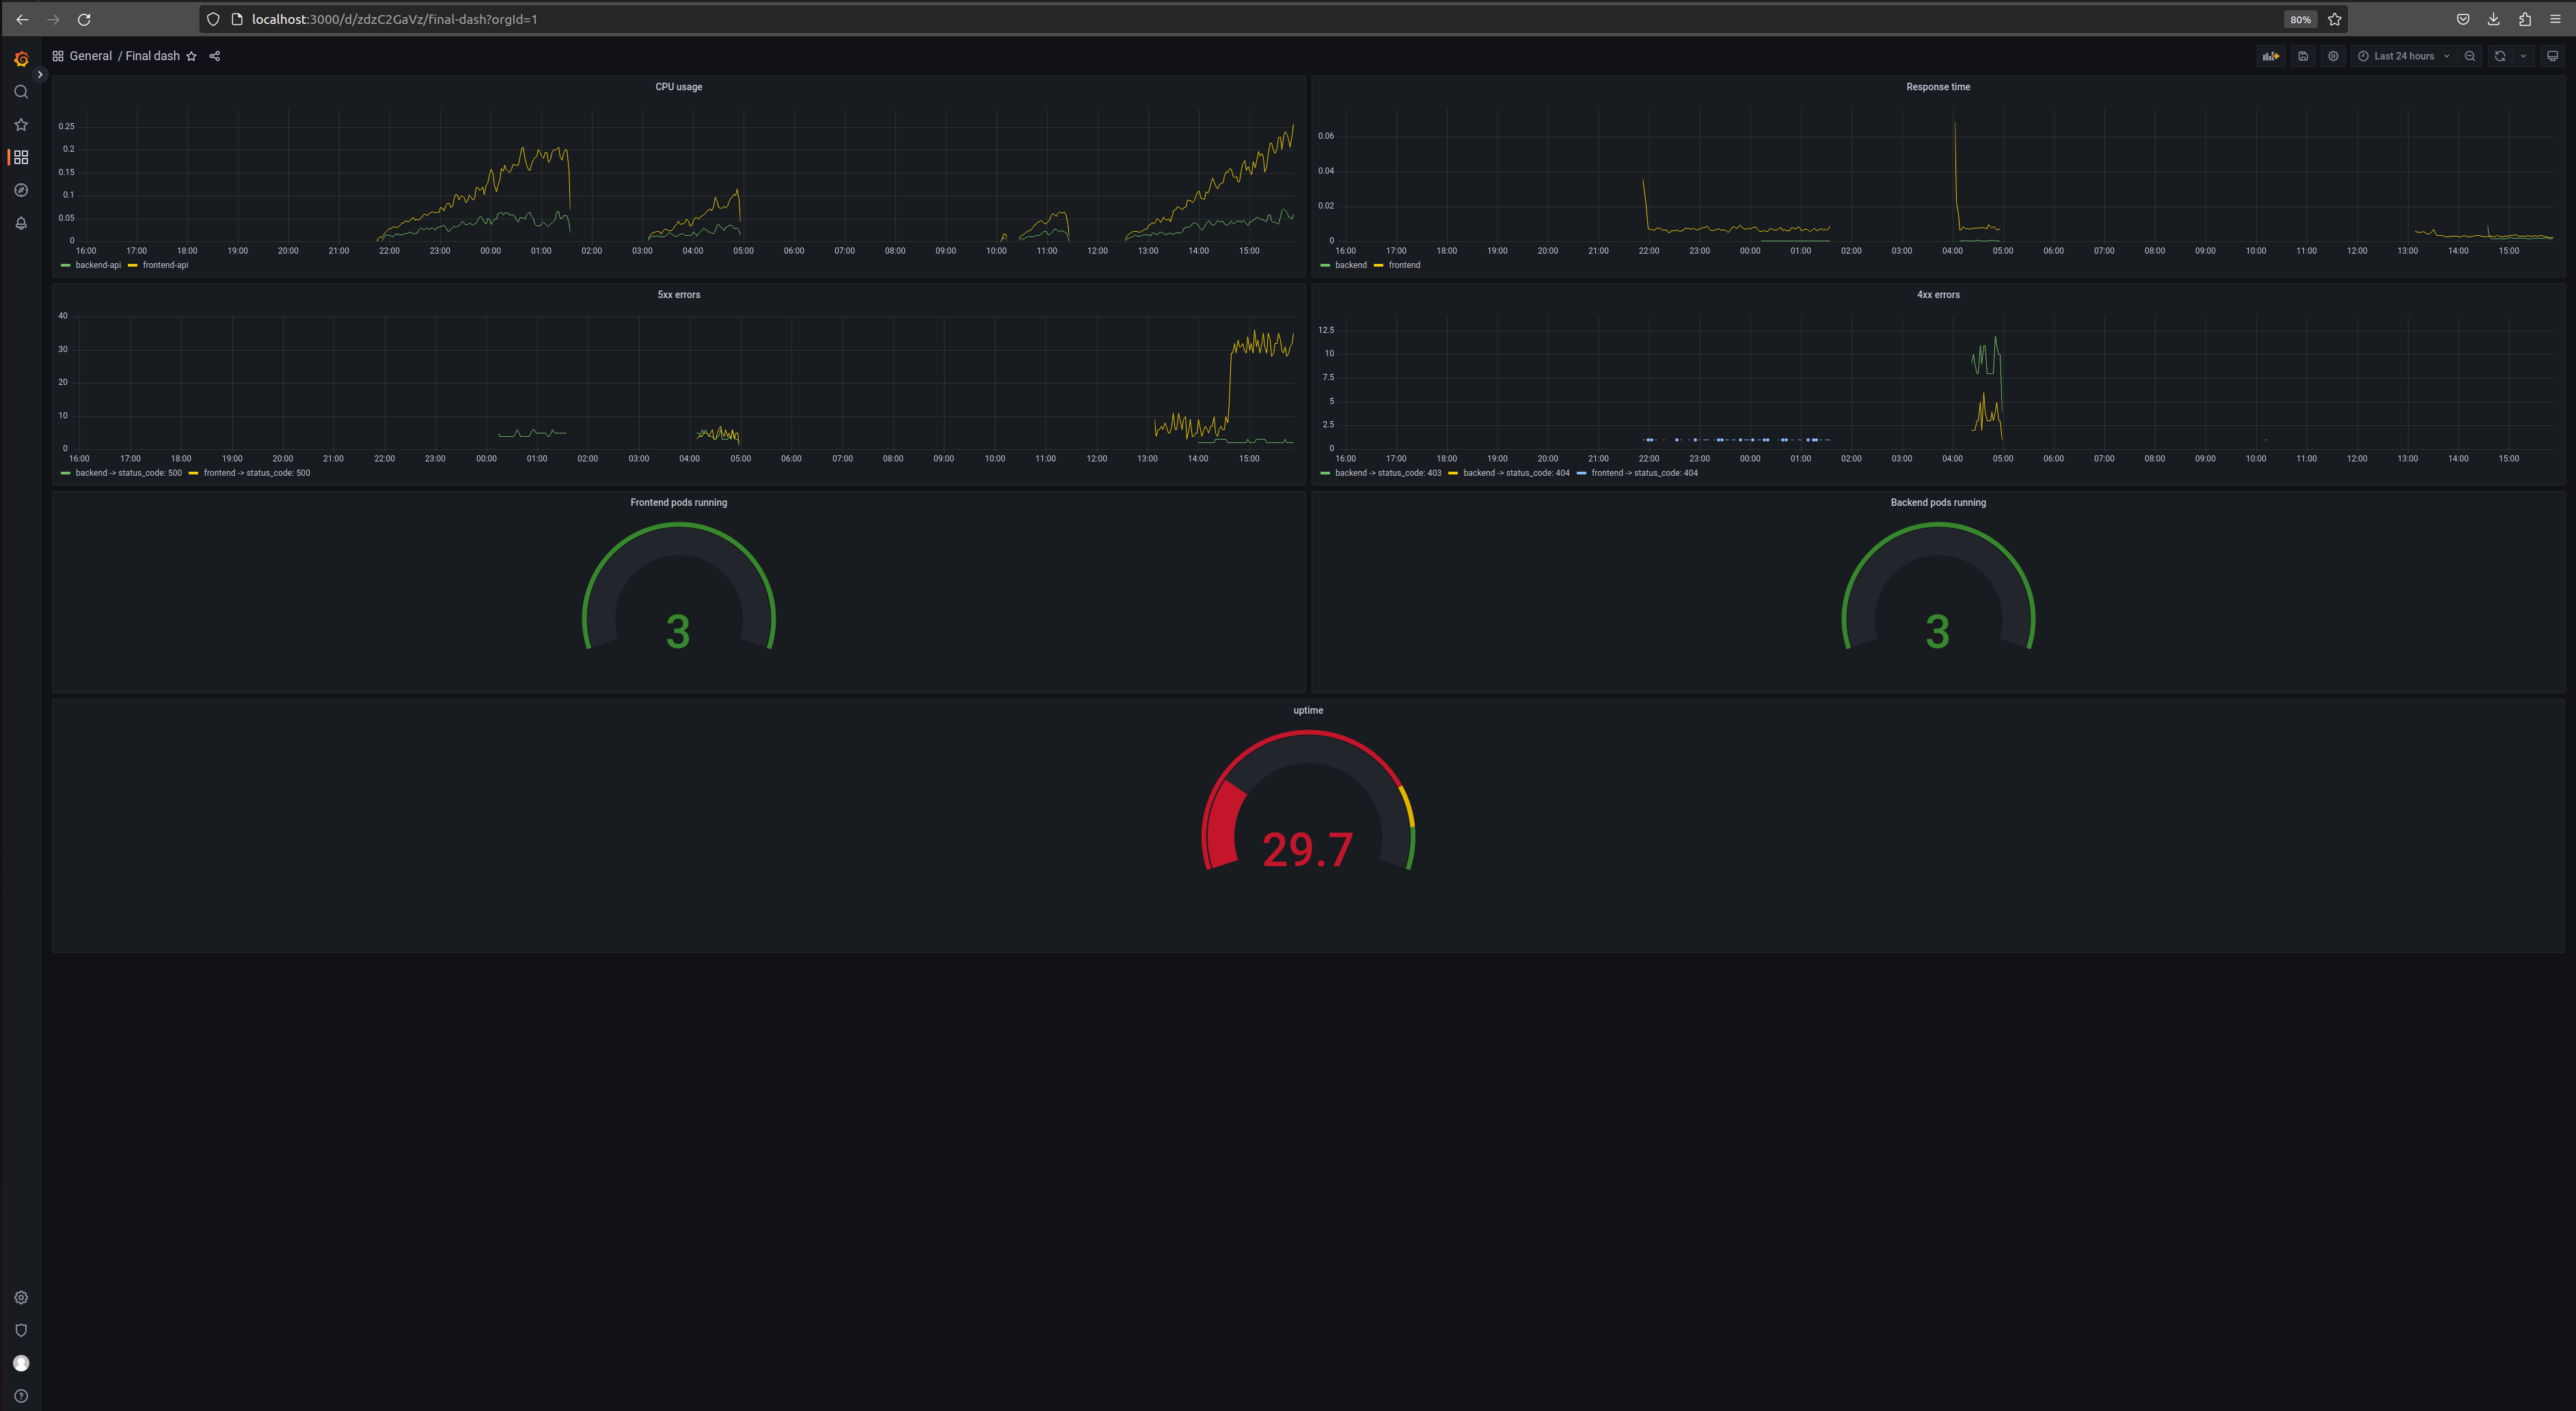 localhost:3000/d/zdzC2GaVz/final-dash?orgId=1 80%
General / Final dash Last 24 hours
CPU usage
0.25
0.2
0.15
0.1
0.05
0
16:00 17:00 18:00 19:00 20:00 21:00 22:00 23:00 00:00 01:00 02:00 03:00 04:00 05:00 06:00 07:00 08:00 09:00 10:00 11:00 12:00 13:00 14:00 15:00
backend-api frontend-api
Response time
0.06
0.04
0.02
0
16:00 17:00 18:00 19:00 20:00 21:00 22:00 23:00 00:00 01:00 02:00 03:00 04:00 05:00 06:00 07:00 08:00 09:00 10:00 11:00 12:00 13:00 14:00 15:00
backend frontend
5xx errors
40
30
20
10
0
16:00 17:00 18:00 19:00 20:00 21:00 22:00 23:00 00:00 01:00 02:00 03:00 04:00 05:00 06:00 07:00 08:00 09:00 10:00 11:00 12:00 13:00 14:00 15:00
backend -> status_code: 500 frontend -> status_code: 500
4xx errors
12.5
10
7.5
5
2.5
0
16:00 17:00 18:00 19:00 20:00 21:00 22:00 23:00 00:00 01:00 02:00 03:00 04:00 05:00 06:00 07:00 08:00 09:00 10:00 11:00 12:00 13:00 14:00 15:00
backend -> status_code: 403 backend -> status_code: 404 frontend -> status_code: 404
Frontend pods running
3
Backend pods running
3
uptime
29.7